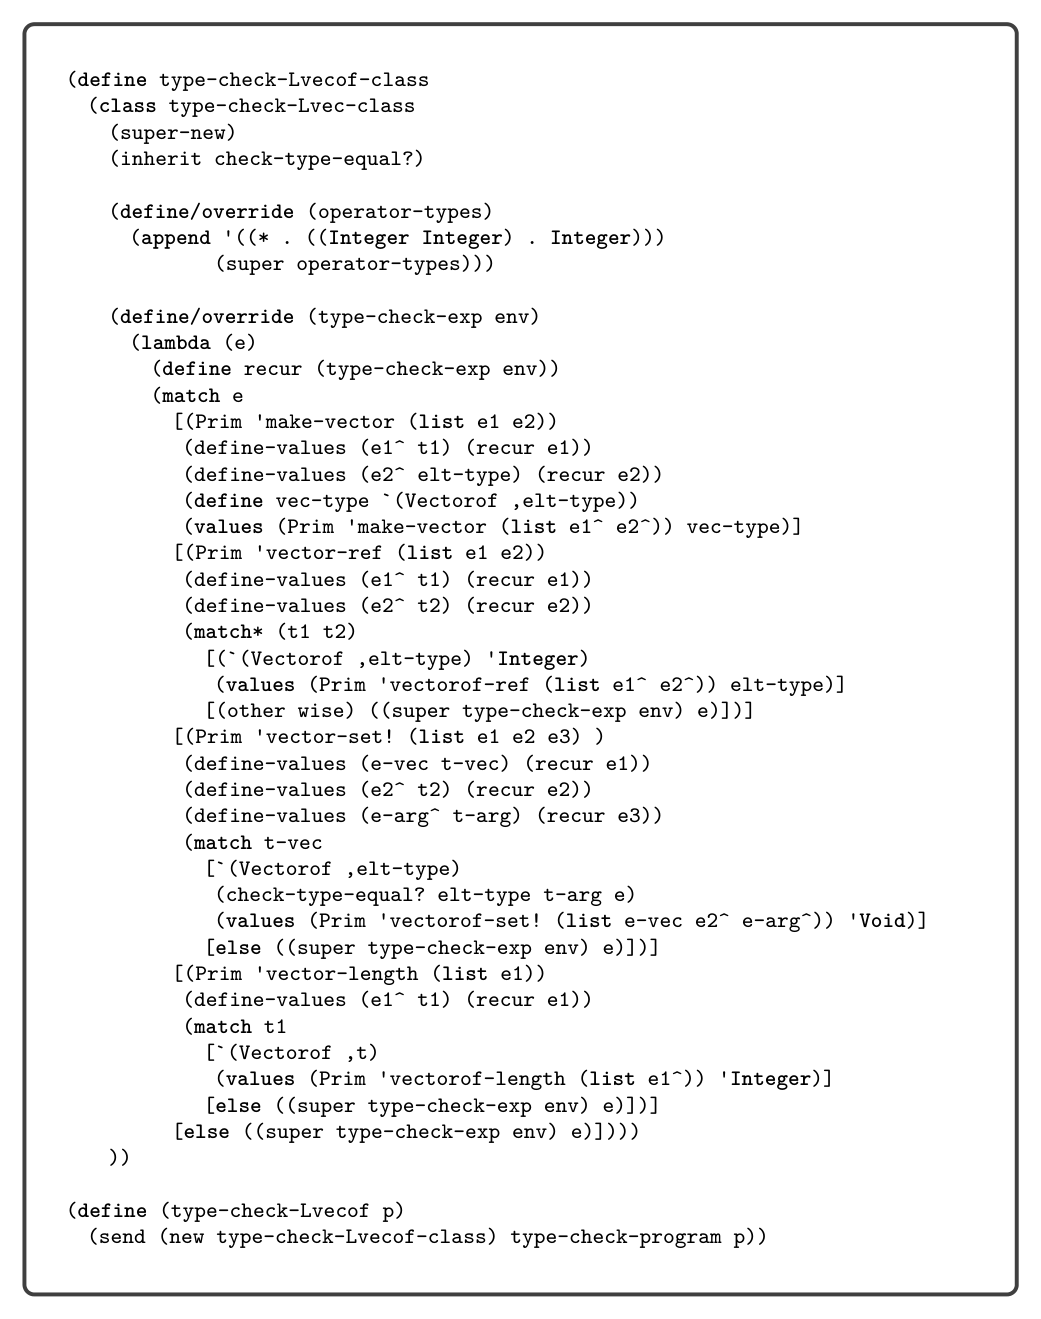 (define type-check-Lvecof-class
  (class type-check-Lvec-class
    (super-new)
    (inherit check-type-equal?)

    (define/override (operator-types)
      (append '((* . ((Integer Integer) . Integer)))
              (super operator-types)))

    (define/override (type-check-exp env)
      (lambda (e)
        (define recur (type-check-exp env))
        (match e
          [(Prim 'make-vector (list e1 e2))
           (define-values (e1^ t1) (recur e1))
           (define-values (e2^ elt-type) (recur e2))
           (define vec-type `(Vectorof ,elt-type))
           (values (Prim 'make-vector (list e1^ e2^)) vec-type)]
          [(Prim 'vector-ref (list e1 e2))
           (define-values (e1^ t1) (recur e1))
           (define-values (e2^ t2) (recur e2))
           (match* (t1 t2)
             [(`(Vectorof ,elt-type) 'Integer)
              (values (Prim 'vectorof-ref (list e1^ e2^)) elt-type)]
             [(other wise) ((super type-check-exp env) e)])]
          [(Prim 'vector-set! (list e1 e2 e3) )
           (define-values (e-vec t-vec) (recur e1))
           (define-values (e2^ t2) (recur e2))
           (define-values (e-arg^ t-arg) (recur e3))
           (match t-vec
             [`(Vectorof ,elt-type)
              (check-type-equal? elt-type t-arg e)
              (values (Prim 'vectorof-set! (list e-vec e2^ e-arg^)) 'Void)]
             [else ((super type-check-exp env) e)])]
          [(Prim 'vector-length (list e1))
           (define-values (e1^ t1) (recur e1))
           (match t1
             [`(Vectorof ,t)
              (values (Prim 'vectorof-length (list e1^)) 'Integer)]
             [else ((super type-check-exp env) e)])]
          [else ((super type-check-exp env) e)])))
    ))

(define (type-check-Lvecof p)
  (send (new type-check-Lvecof-class) type-check-program p))